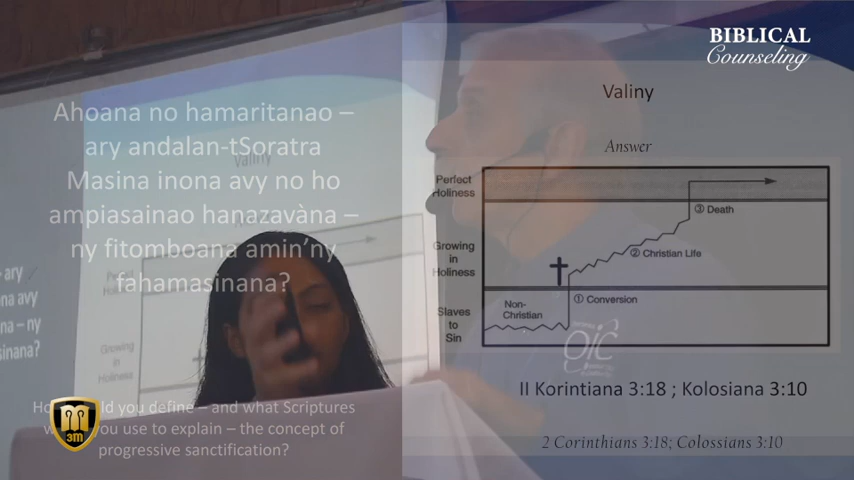 BIBLICAL
Counseling
Ahoana no hamaritanao –
ary andalan-tSoratra
Masina inona avy no ho
ampiasainao hanazavàna –
ny fitomboana amin'ny
fahamasinana?
you define – and what Scriptures
you use to explain – the concept of
progressive sanctification?
3M
Valiny
Answer
Perfect
Holiness
③ Death
Growing
in
Holiness
② Christian Life
① Conversion
Non-
Christian
Slaves
to
Sin
II Korintiana 3:18 ; Kolosiana 3:10
2 Corinthians 3:18; Colossians 3:10